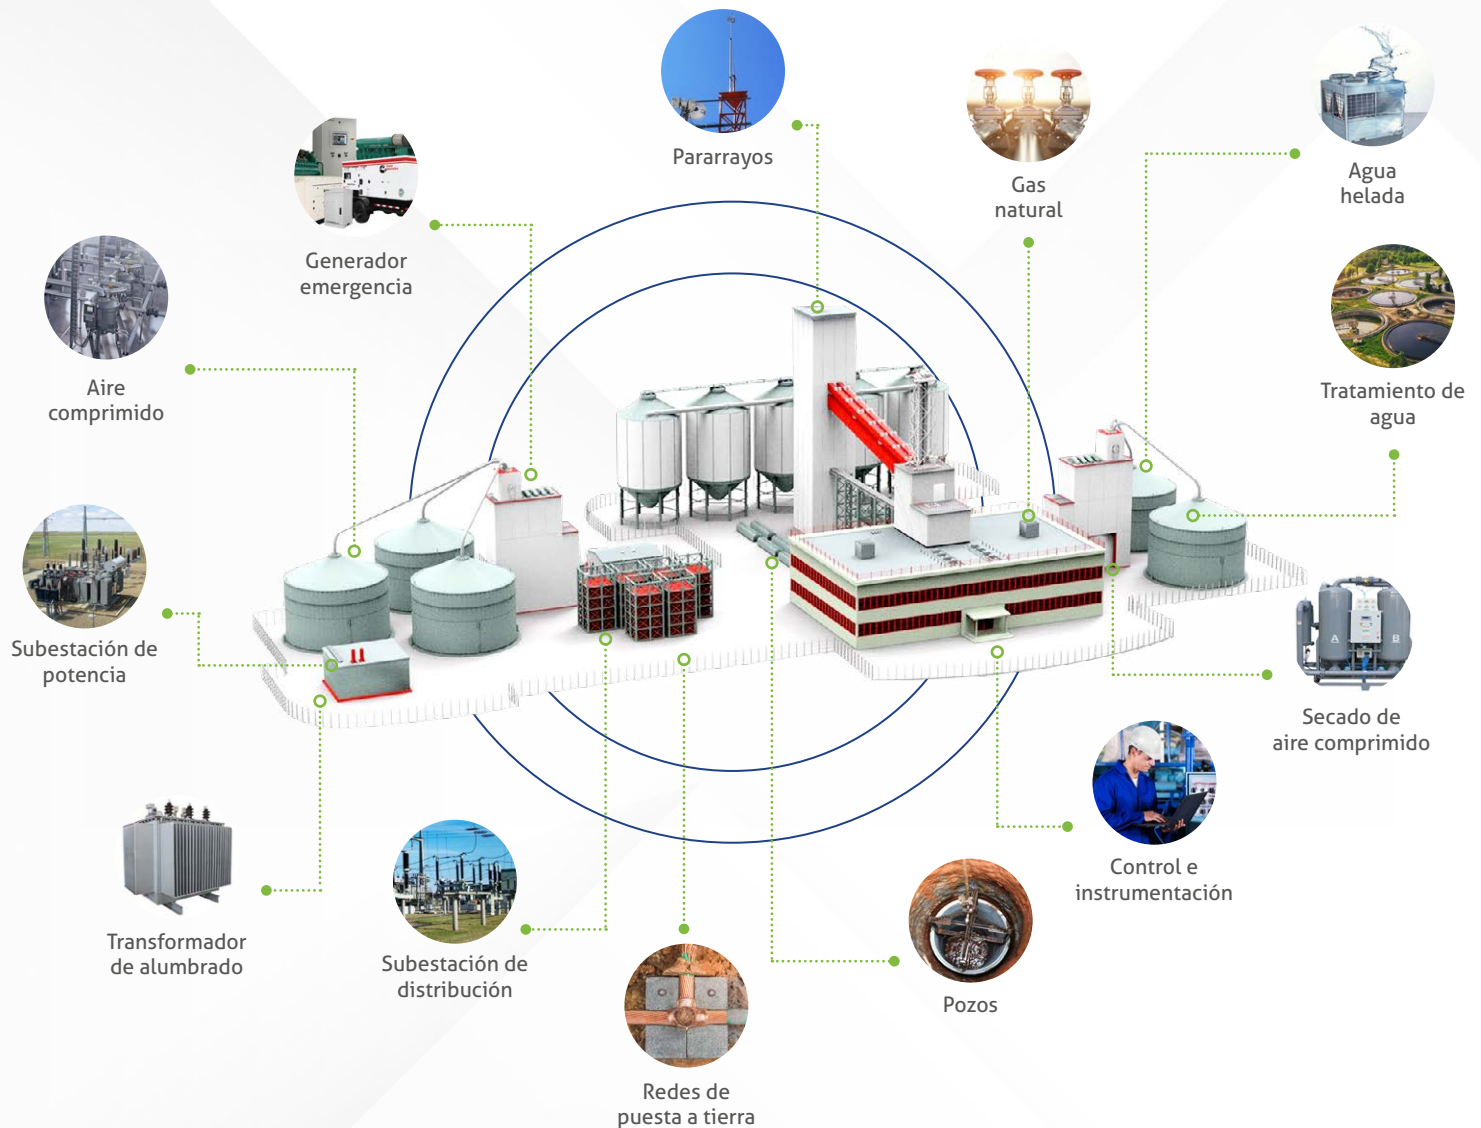 Pararrayos
Gas
natural
Agua
helada
Generador
emergencia
Aire
comprimido
Tratamiento de
agua
Subestación de
potencia
A
B
Secado de
aire comprimido
Control e
instrumentación
Transformador
de alumbrado
Subestación de
distribución
Pozos
Redes de
puesta a tierra